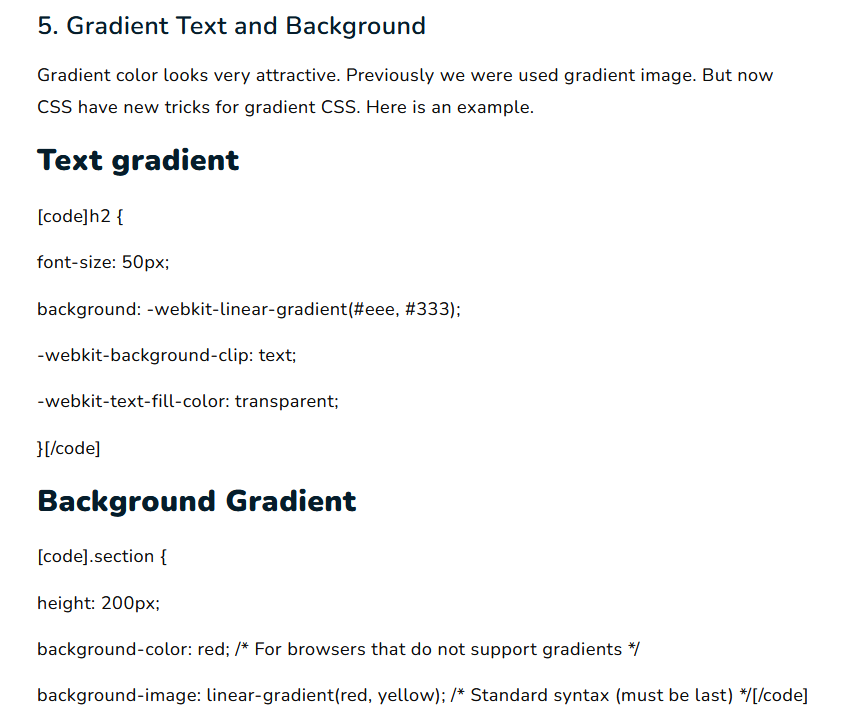 5. Gradient Text and Background
Gradient color looks very attractive. Previously we were used gradient image. But now
CSS have new tricks for gradient CSS. Here is an example.
Text gradient
[code]h2 {
font-size: 50px;
background: -webkit-linear-gradient(#eee, #333);
-webkit-background-clip: text;
-webkit-text-fill-color: transparent;
}[/code]
Background Gradient
[code].section {
height: 200px;
background-color: red; /* For browsers that do not support gradients */
background-image: linear-gradient(red, yellow); /* Standard syntax (must be last) */[/code]